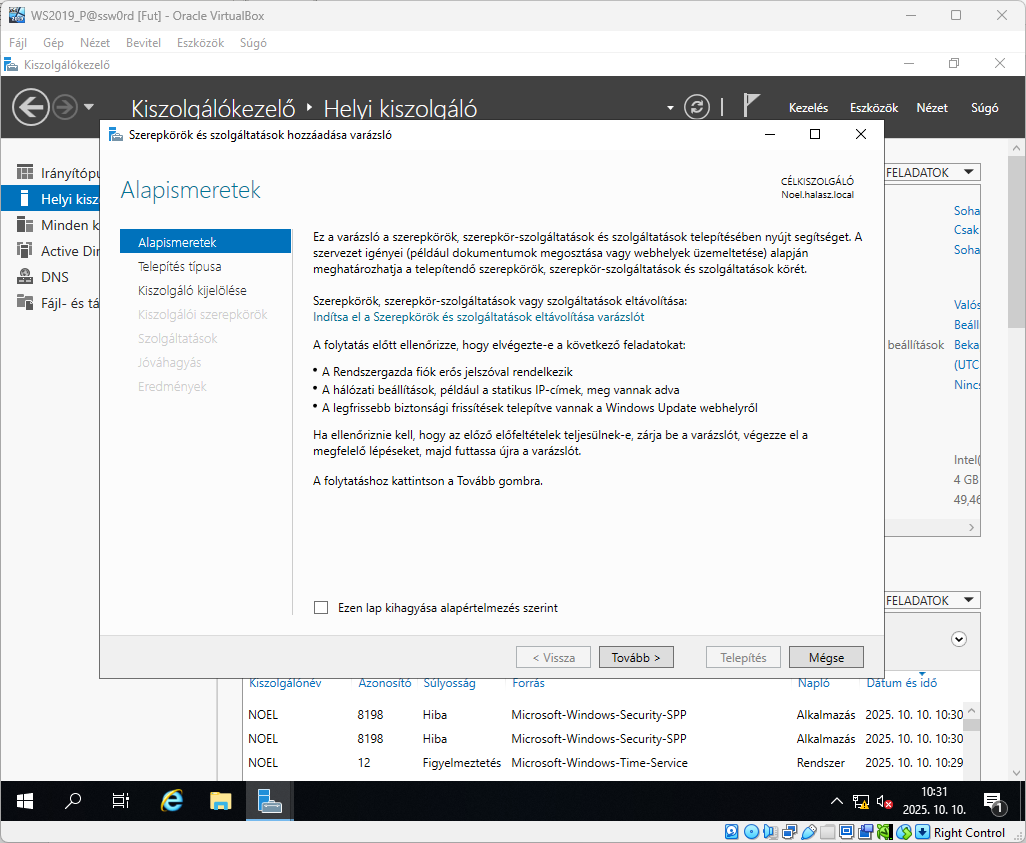 WS2019_P@ssw0rd [Fut] - Oracle VirtualBox
Fájl Gép Nézet Bevitel Eszközök Súgó
Kiszolgálókezelő
Kiszolgálókezelő Helyi kiszolgáló
Kezelés Eszközök Nézet Súgó
Szerepkörök és szolgáltatások hozzáadása varázsló
Irányítópu
Helyi kisz
Minden k
Active Dir
DNS
Fájl- és tá
Alapismeretek
CÉLKISZOLGÁLÓ
Noel.halasz.local
Alapismeretek
Telepítés típusa
Kiszolgáló kijelölése
Kiszolgálói szerepkörök
Szolgáltatások
Jóváhagyás
Eredmények
Ez a varázsló a szerepkörök, szerepkör-szolgáltatások és szolgáltatások telepítésében nyújt segítséget. A
szervezet igényei (például dokumentumok megosztása vagy webhelyek üzemeltetése) alapján
meghatározhatja a telepítendő szerepkörök, szerepkör-szolgáltatások és szolgáltatások körét.
Szerepkörök, szerepkör-szolgáltatások vagy szolgáltatások eltávolítása:
Indítsa el a Szerepkörök és szolgáltatások eltávolítása varázslót
A folytatás előtt ellenőrizze, hogy elvégezte-e a következő feladatokat:
• A Rendszergazda fiók erős jelszóval rendelkezik
• A hálózati beállítások, például a statikus IP-címek, meg vannak adva
• A legfrissebb biztonsági frissítések telepítve vannak a Windows Update webhelyről
Ha ellenőriznie kell, hogy az előző előfeltételek teljesülnek-e, zárja be a varázslót, végezze el a
megfelelő lépéseket, majd futtassa újra a varázslót.
A folytatáshoz kattintson a Tovább gombra.
Ezen lap kihagyása alapértelmezés szerint
< Vissza Tovább > Telepítés Mégse
FELADATOK
Soha
Csak
Soha
Valós
Beáll
beállítások Beka
(UTC
Nincs
Intel(
4 GB
49,46
FELADATOK
Kiszolgálónév Azonosító Súlyosság Forrás Napló Dátum és idő
NOEL 8198 Hiba Microsoft-Windows-Security-SPP Alkalmazás 2025. 10. 10. 10:30
NOEL 8198 Hiba Microsoft-Windows-Security-SPP Alkalmazás 2025. 10. 10. 10:30
NOEL 12 Figyelmeztetés Microsoft-Windows-Time-Service Rendszer 2025. 10. 10. 10:29
10:31
2025. 10. 10.
1
Right Control